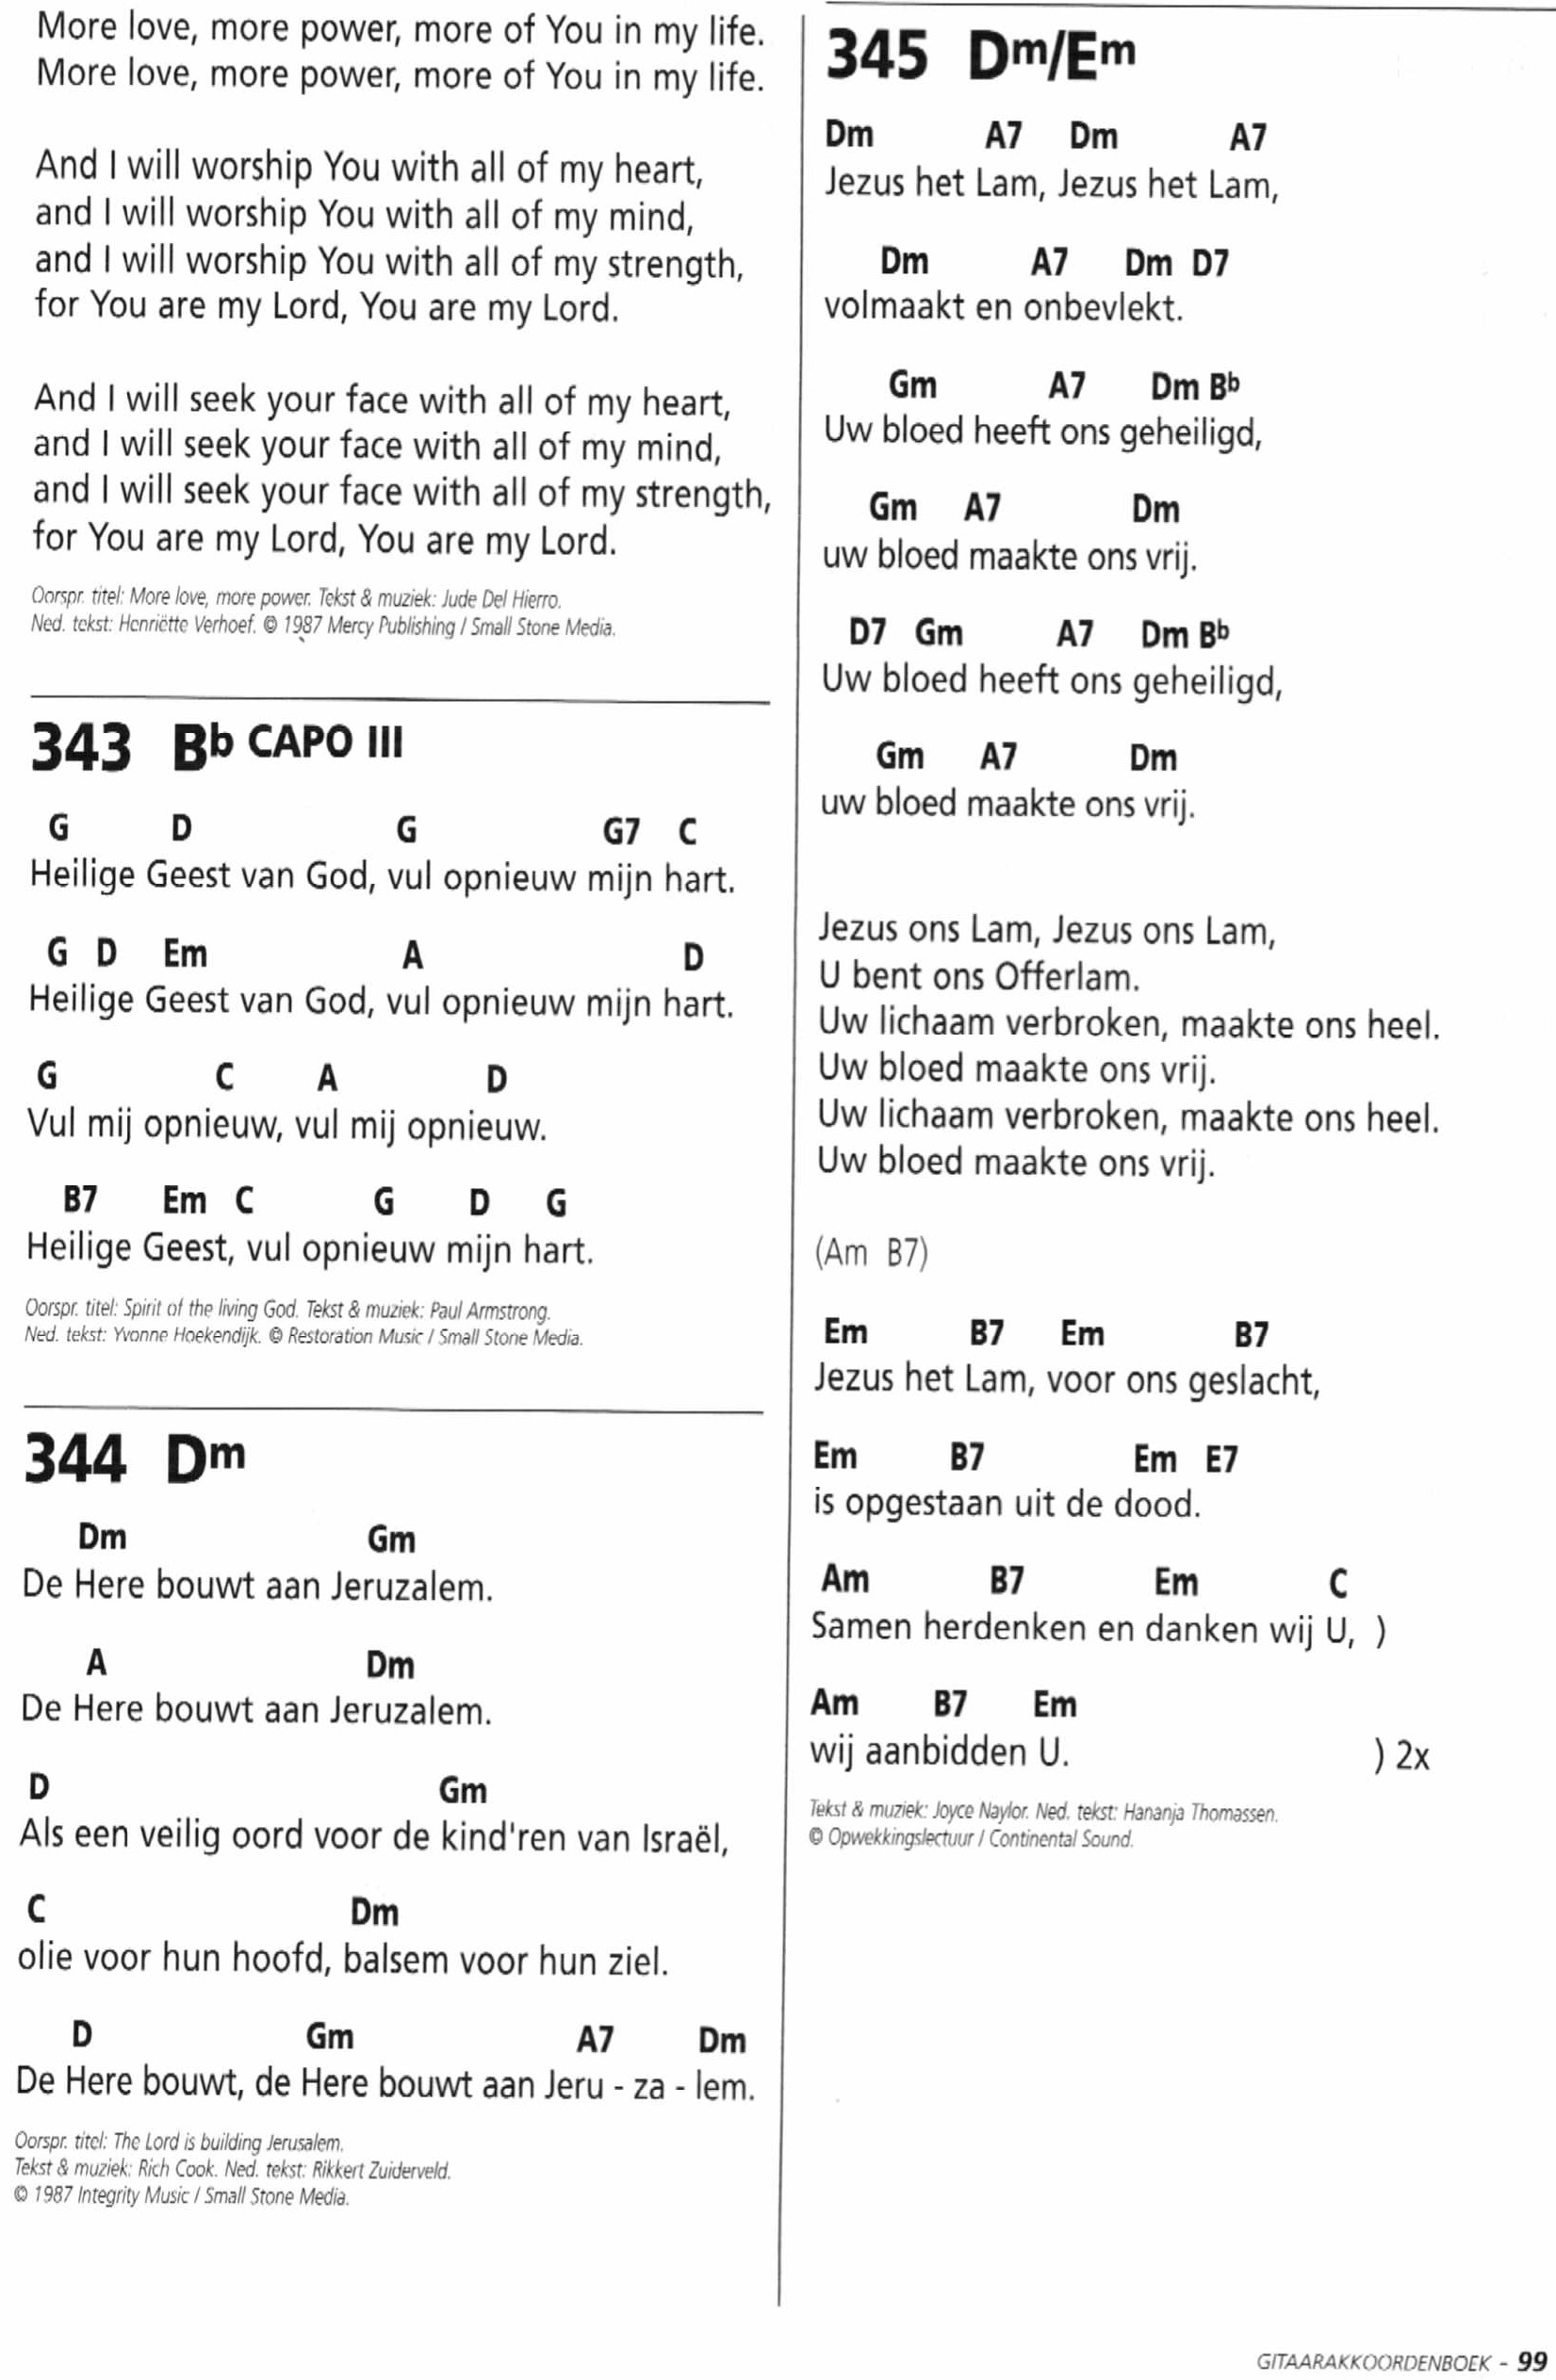 More love, more power, more of You in my life.
More love, more power, more of You in my life.
And I will worship You with all of my heart,
and I will worship You with all of my mind,
and I will worship You with all of my strength,
for You are my Lord, You are my Lord.
And I will seek your face with all of my heart,
and I will seek your face with all of my mind,
and I will seek your face with all of my strength,
for You are my Lord, You are my Lord.
Oorspr. titel: More love, more power. Tekst & muziek: Jude Del Hierro.
Ned. tekst: Henriëtte Verhoef. © 1987 Mercy Publishing / Small Stone Media.
343 Bb CAPO III
G D G G7 C
Heilige Geest van God, vul opnieuw mijn hart.
G D Em A D
Heilige Geest van God, vul opnieuw mijn hart.
G C A D
Vul mij opnieuw, vul mij opnieuw.
B7 Em C G D G
Heilige Geest, vul opnieuw mijn hart.
Oorspr. titel: Spirit of the living God. Tekst & muziek: Paul Armstrong.
Ned. tekst: Yvonne Hoekendijk. © Restoration Music / Small Stone Media.
344 Dm
Dm Gm
De Here bouwt aan Jeruzalem.
A Dm
De Here bouwt aan Jeruzalem.
D Gm
Als een veilig oord voor de kind'ren van Israël,
C Dm
olie voor hun hoofd, balsem voor hun ziel.
D Gm A7 Dm
De Here bouwt, de Here bouwt aan Jeru - za - lem.
Oorspr. titel: The Lord is building Jerusalem.
Tekst & muziek: Rich Cook. Ned. tekst: Rikkert Zuiderveld.
© 1987 Integrity Music / Small Stone Media.
345 Dm/Em
Dm A7 Dm A7
Jezus het Lam, Jezus het Lam,
Dm A7 Dm D7
volmaakt en onbevlekt.
Gm A7 Dm Bb
Uw bloed heeft ons geheiligd,
Gm A7 Dm
uw bloed maakte ons vrij.
D7 Gm A7 Dm Bb
Uw bloed heeft ons geheiligd,
Gm A7 Dm
uw bloed maakte ons vrij.
Jezus ons Lam, Jezus ons Lam,
U bent ons Offerlam.
Uw lichaam verbroken, maakte ons heel.
Uw bloed maakte ons vrij.
Uw lichaam verbroken, maakte ons heel.
Uw bloed maakte ons vrij.
(Am B7)
Em B7 Em B7
Jezus het Lam, voor ons geslacht,
Em B7 Em E7
is opgestaan uit de dood.
Am B7 Em C
Samen herdenken en danken wij U, )
Am B7 Em
wij aanbidden U. ) 2x
Tekst & muziek: Joyce Naylor. Ned. tekst: Hananja Thomassen.
© Opwekkingslectuur / Continental Sound.
GITAARAKKOORDENBOEK - 99